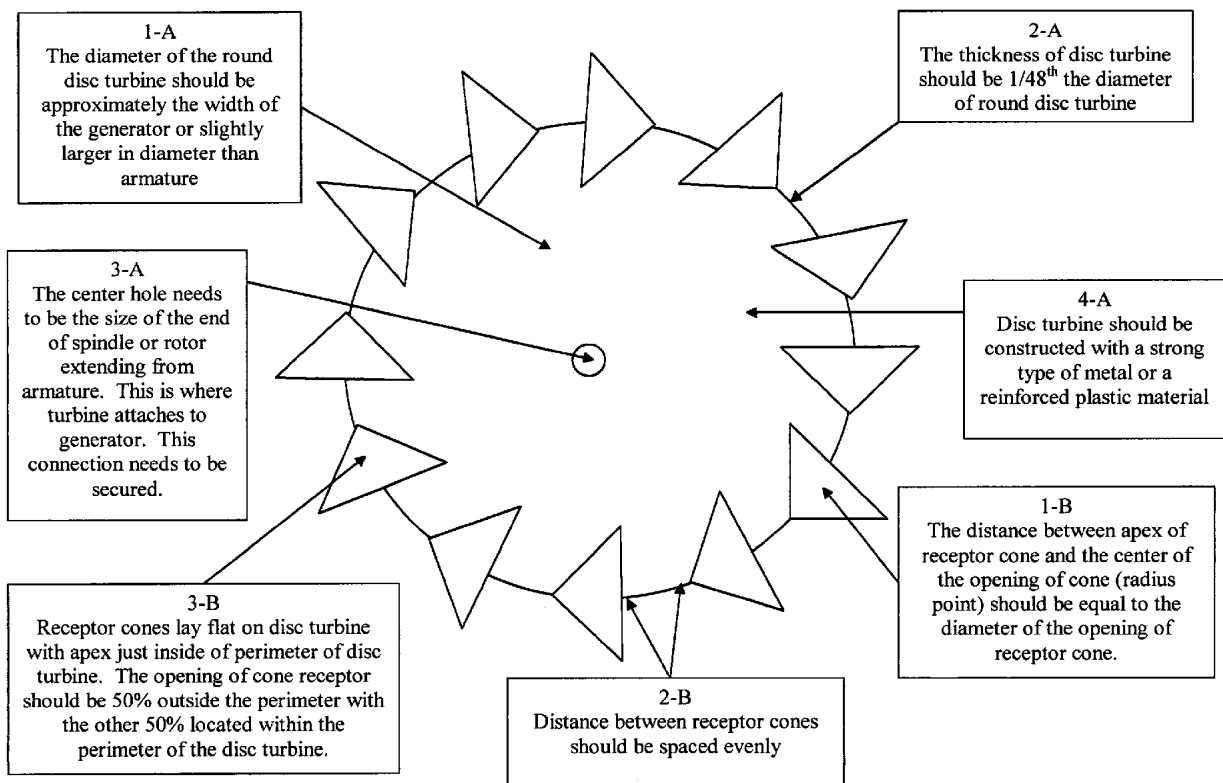 1-A
The diameter of the round
disc turbine should be
approximately the width of
the generator or slightly
larger in diameter than
armature
2-A
The thickness of disc turbine
should be 1/48th the diameter
of round disc turbine
3-A
The center hole needs
to be the size of the end
of spindle or rotor
extending from
armature. This is where
turbine attaches to
generator. This
connection needs to be
secured.
4-A
Disc turbine should be
constructed with a strong
type of metal or a
reinforced plastic material
3-B
Receptor cones lay flat on disc turbine
with apex just inside of perimeter of disc
turbine. The opening of cone receptor
should be 50% outside the perimeter with
the other 50% located within the
perimeter of the disc turbine.
2-B
Distance between receptor cones
should be spaced evenly
1-B
The distance between apex of
receptor cone and the center of
the opening of cone (radius
point) should be equal to the
diameter of the opening of
receptor cone.